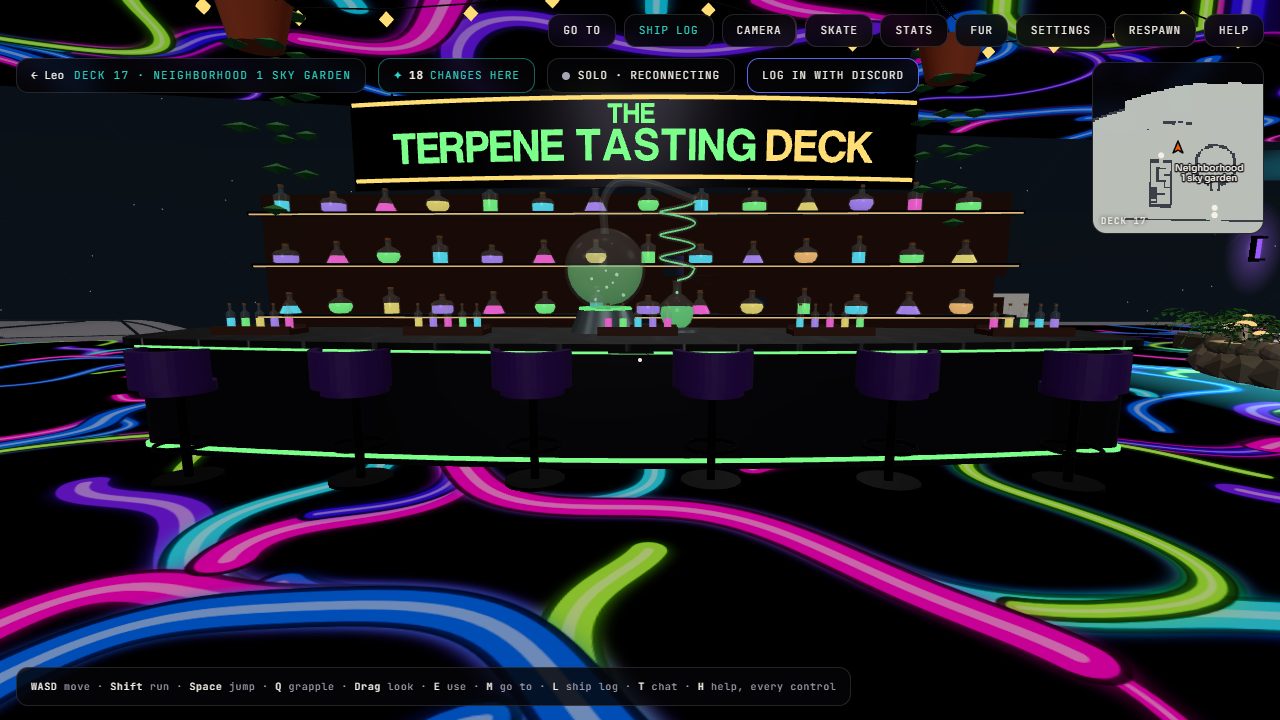 GO TO
SHIP LOG
CAMERA
SKATE
STATS
FUR
SETTINGS
RESPAWN
HELP
← Leo DECK 17 · NEIGHBORHOOD 1 SKY GARDEN
✦ 18 CHANGES HERE
SOLO · RECONNECTING
LOG IN WITH DISCORD
THE
TERPENE TASTING DECK
Neighborhood
1 sky garden
DECK 17
WASD move · Shift run · Space jump · Q grapple · Drag look · E use · M go to · L ship log · T chat · H help, every control